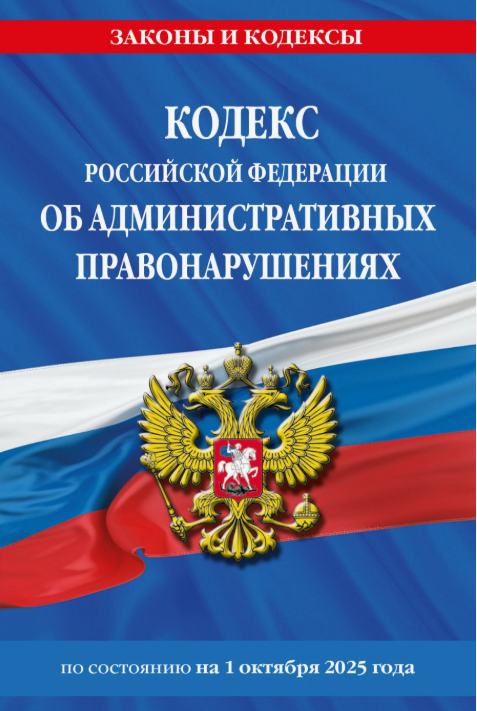 ЗАКОНЫ И КОДЕКСЫ
КОДЕКС
РОССИЙСКОЙ ФЕДЕРАЦИИ
ОБ АДМИНИСТРАТИВНЫХ
ПРАВОНАРУШЕНИЯХ
по состоянию на 1 октября 2025 года